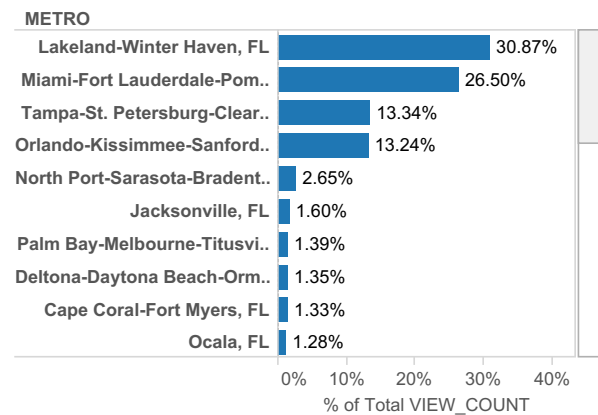 METRO
Lakeland-Winter Haven, FL 30.87%
Miami-Fort Lauderdale-Pom.. 26.50%
Tampa-St. Petersburg-Clear.. 13.34%
Orlando-Kissimmee-Sanford.. 13.24%
North Port-Sarasota-Bradent.. 2.65%
Jacksonville, FL 1.60%
Palm Bay-Melbourne-Titusvi.. 1.39%
Deltona-Daytona Beach-Orm.. 1.35%
Cape Coral-Fort Myers, FL 1.33%
Ocala, FL 1.28%
0% 10% 20% 30% 40%
% of Total VIEW_COUNT